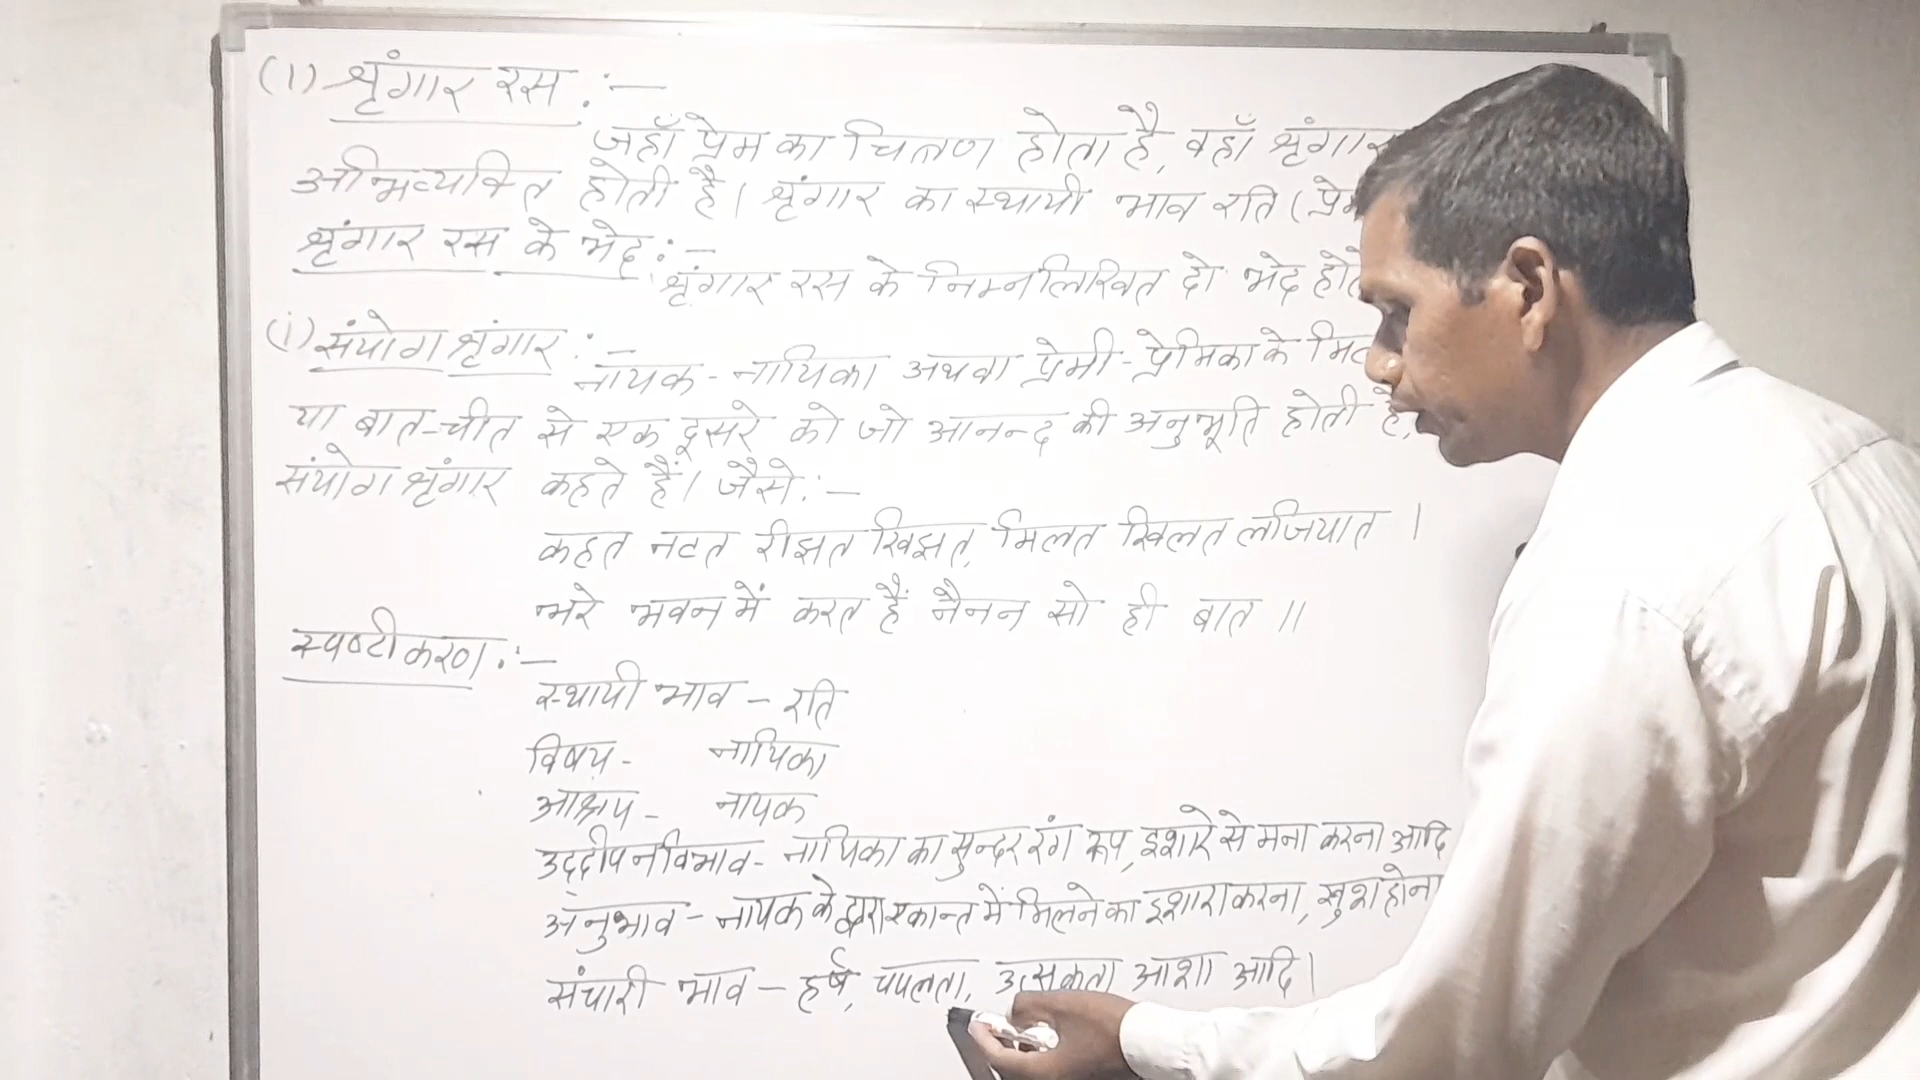 (1) शृंगार रस :—
जहाँ प्रेम का चित्रण होता है, वहाँ शृंगार
अभिव्यक्ति होती है। शृंगार का स्थायी भाव रति (प्रेम
शृंगार रस के भेद :—
शृंगार रस के निम्नलिखित दो भेद होते
(i) संयोग शृंगार :—
नायक - नायिका अथवा प्रेमी - प्रेमिका के
या बात-चीत से एक दूसरे को जो आनन्द की अनुभूति होती है,
संयोग शृंगार कहते हैं। जैसे :—
कहत नटत रीझत खिझत, मिलत खिलत लजियात ।
भरे भवन में करत हैं नैनन सो ही बात ॥
स्पष्टीकरण :—
स्थायी भाव - रति
विषय - नायिका
आश्रय - नायक
उद्दीपन विभाव - नायिका का सुन्दर रंग रूप, इशारे से मना करना आदि
अनुभाव - नायक के द्वारा एकान्त में मिलने का इशारा करना, खुश होना
संचारी भाव - हर्ष, चपलता, उत्सुकता आशा आदि।